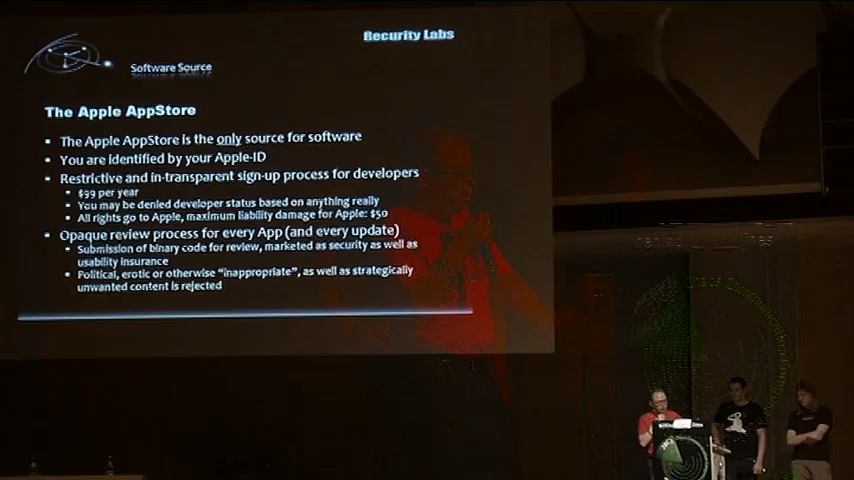 Recurity Labs
Software Source
The Apple AppStore
The Apple AppStore is the only source for software
You are identified by your Apple-ID
Restrictive and in-transparent sign-up process for developers
$99 per year
You may be denied developer status based on anything really
All rights go to Apple, maximum liability damage for Apple: $50
Opaque review process for every App (and every update)
Submission of binary code for review, marketed as security as well as
usability insurance
Political, erotic or otherwise "inappropriate", as well as strategically
unwanted content is rejected